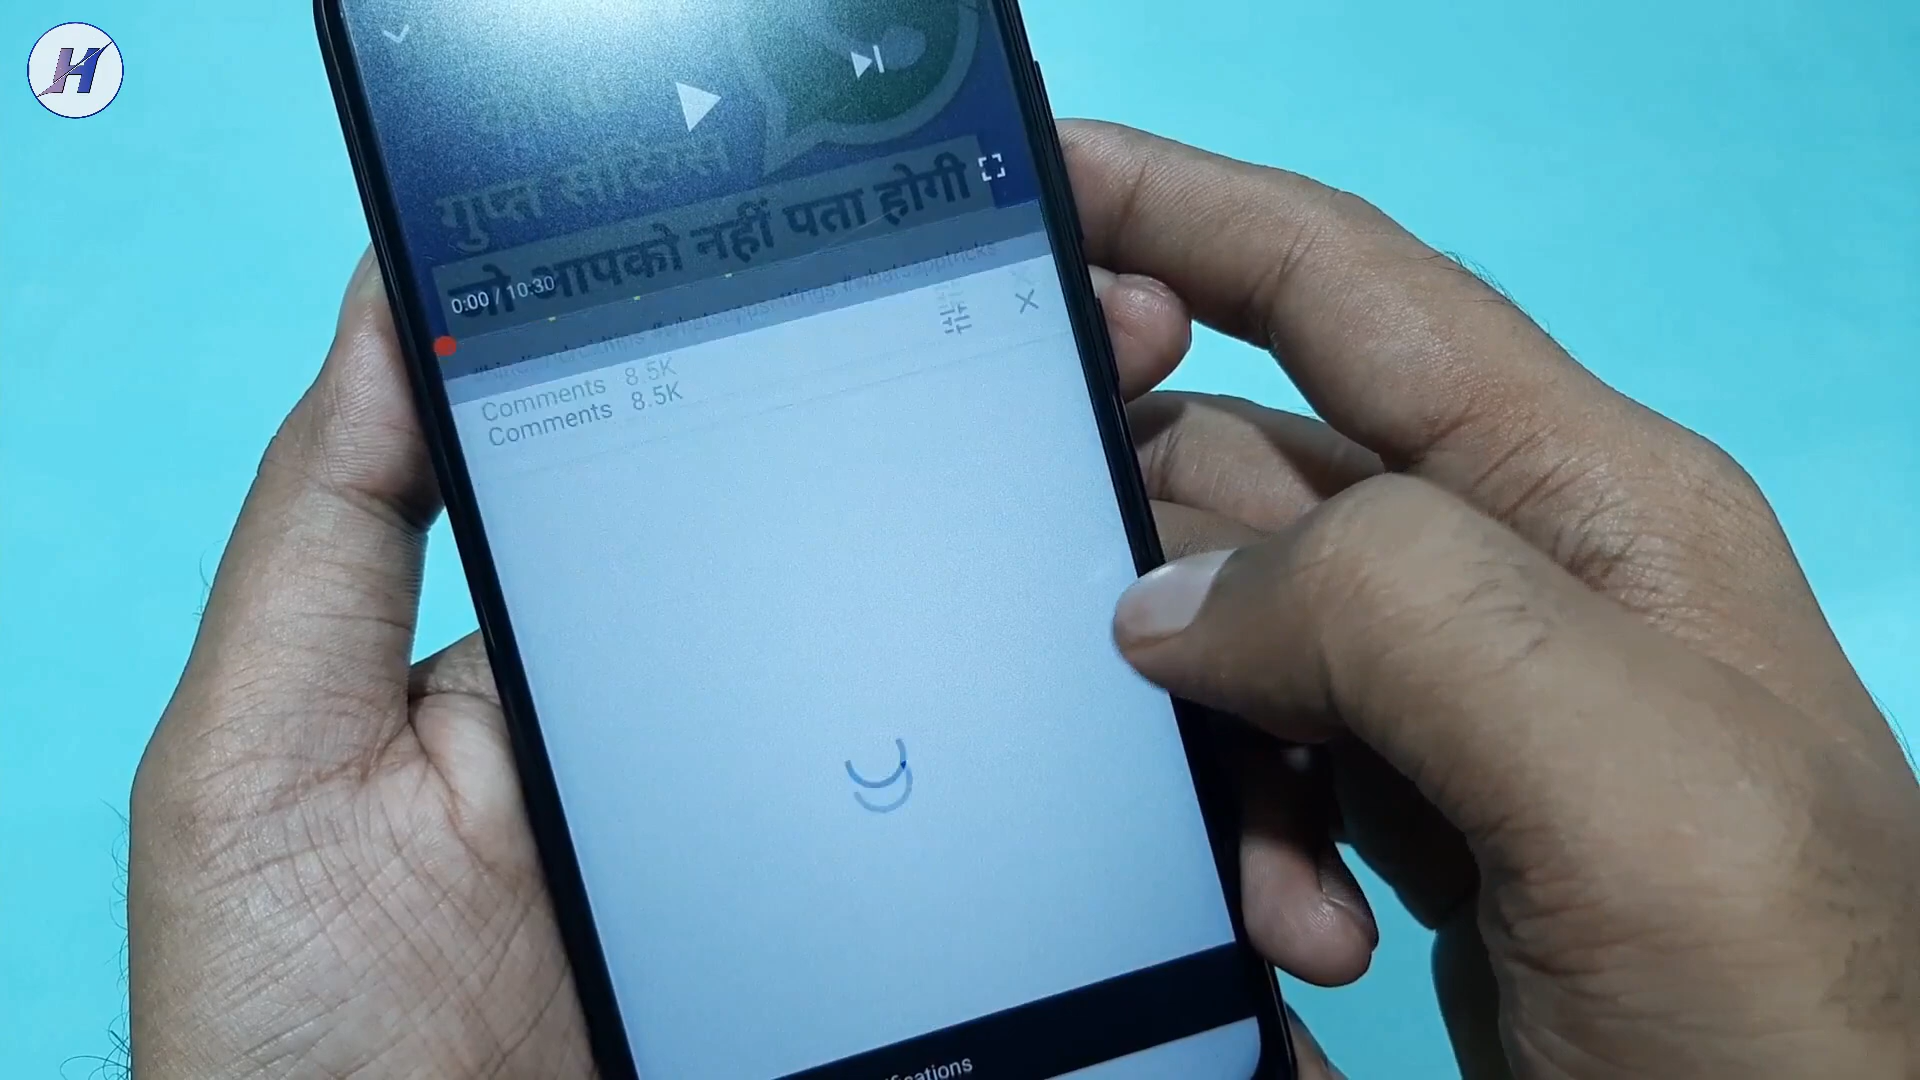 H
गुप्त सेटिंग्स
जो आपको नहीं पता होगी
0:00 / 10:30
#whatsapptricks
Comments 8.5K
Comments 8.5K